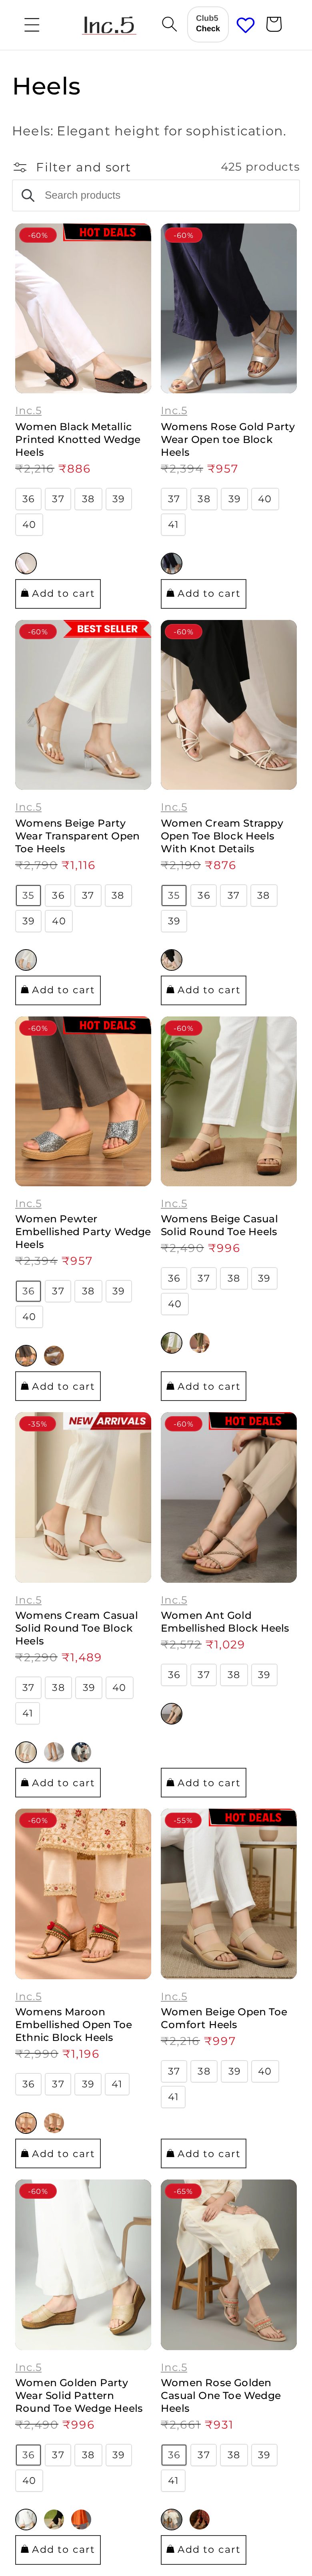 Inc.5
Club5
Check
Heels
Heels: Elegant height for sophistication.
Filter and sort
425 products
Search products
-60%
HOT DEALS
-60%
Inc.5
Women Black Metallic
Printed Knotted Wedge
Heels
₹2,216 ₹886
36 37 38 39
40
Add to cart
Inc.5
Womens Rose Gold Party
Wear Open toe Block
Heels
₹2,394 ₹957
37 38 39 40
41
Add to cart
-60%
BEST SELLER
-60%
Inc.5
Womens Beige Party
Wear Transparent Open
Toe Heels
₹2,790 ₹1,116
35 36 37 38
39 40
Add to cart
Inc.5
Women Cream Strappy
Open Toe Block Heels
With Knot Details
₹2,190 ₹876
35 36 37 38
39
Add to cart
-60%
HOT DEALS
-60%
Inc.5
Women Pewter
Embellished Party Wedge
Heels
₹2,394 ₹957
36 37 38 39
40
Add to cart
Inc.5
Womens Beige Casual
Solid Round Toe Heels
₹2,490 ₹996
36 37 38 39
40
Add to cart
-35%
NEW ARRIVALS
-60%
HOT DEALS
Inc.5
Womens Cream Casual
Solid Round Toe Block
Heels
₹2,290 ₹1,489
37 38 39 40
41
Add to cart
Inc.5
Women Ant Gold
Embellished Block Heels
₹2,572 ₹1,029
36 37 38 39
Add to cart
-60%
-55%
HOT DEALS
Inc.5
Womens Maroon
Embellished Open Toe
Ethnic Block Heels
₹2,990 ₹1,196
36 37 39 41
Add to cart
Inc.5
Women Beige Open Toe
Comfort Heels
₹2,216 ₹997
37 38 39 40
41
Add to cart
-60%
-65%
Inc.5
Women Golden Party
Wear Solid Pattern
Round Toe Wedge Heels
₹2,490 ₹996
36 37 38 39
40
Add to cart
Inc.5
Women Rose Golden
Casual One Toe Wedge
Heels
₹2,661 ₹931
36 37 38 39
41
Add to cart